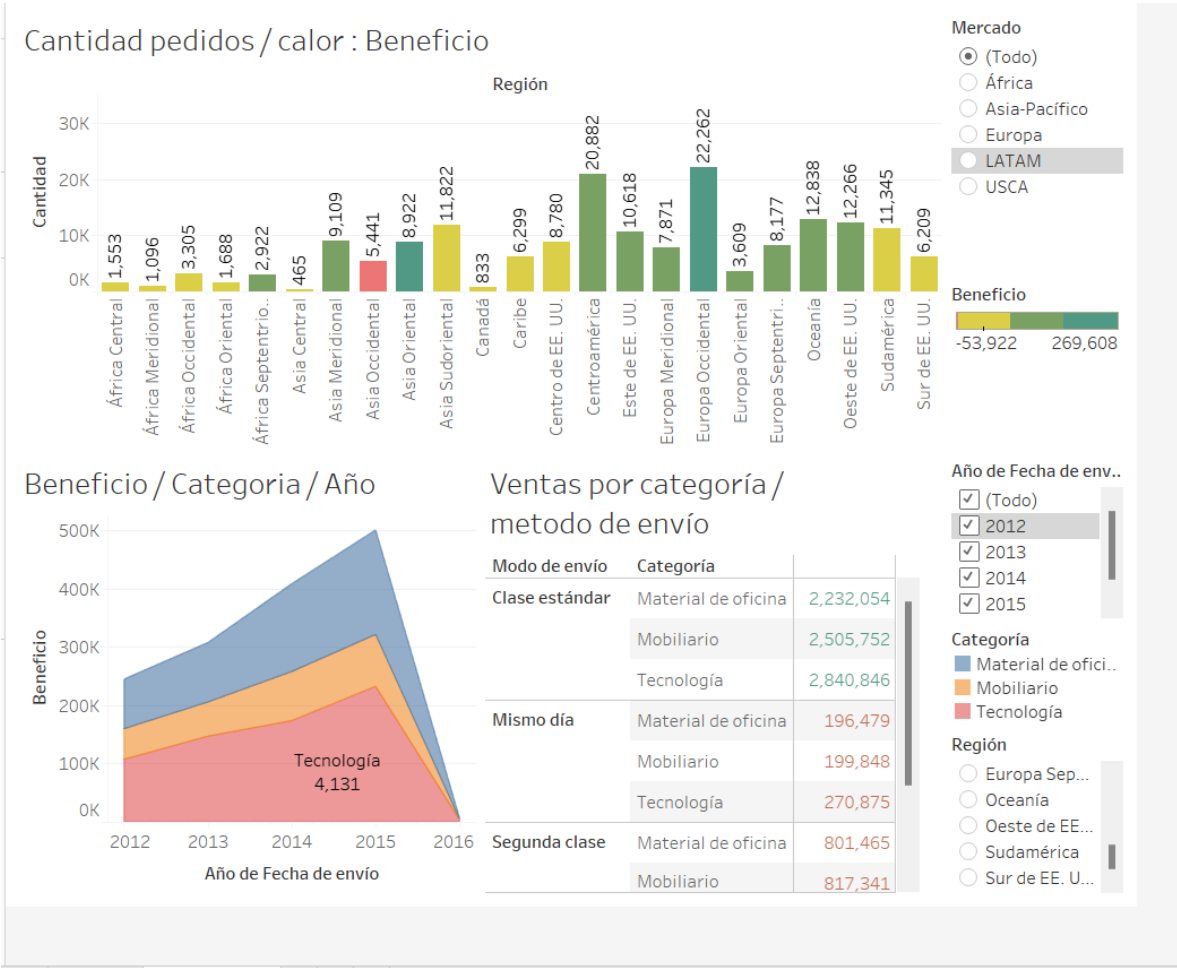 Cantidad pedidos / calor : Beneficio
Región
Cantidad
30K
20K
10K
0K
1,553
1,096
3,305
1,688
2,922
465
9,109
5,441
8,922
11,822
833
6,299
8,780
20,882
10,618
7,871
22,262
3,609
8,177
12,838
12,266
11,345
6,209
África Central
África Meridional
África Occidental
África Oriental
África Septentrio..
Asia Central
Asia Meridional
Asia Occidental
Asia Oriental
Asia Sudoriental
Canadá
Caribe
Centro de EE. UU.
Centroamérica
Este de EE. UU.
Europa Meridional
Europa Occidental
Europa Oriental
Europa Septentri..
Oceanía
Oeste de EE. UU.
Sudamérica
Sur de EE. UU.
Mercado
(Todo)
África
Asia-Pacífico
Europa
LATAM
USCA
Beneficio
-53,922 269,608
Beneficio / Categoria / Año
Beneficio
500K
400K
300K
200K
100K
0K
Tecnología
4,131
2012 2013 2014 2015 2016
Año de Fecha de envío
Ventas por categoría /
metodo de envío
Modo de envío Categoría
Clase estándar Material de oficina 2,232,054
Mobiliario 2,505,752
Tecnología 2,840,846
Mismo día Material de oficina 196,479
Mobiliario 199,848
Tecnología 270,875
Segunda clase Material de oficina 801,465
Mobiliario 817,341
Año de Fecha de env..
(Todo)
2012
2013
2014
2015
Categoría
Material de ofici..
Mobiliario
Tecnología
Región
Europa Sep...
Oceanía
Oeste de EE...
Sudamérica
Sur de EE. U...